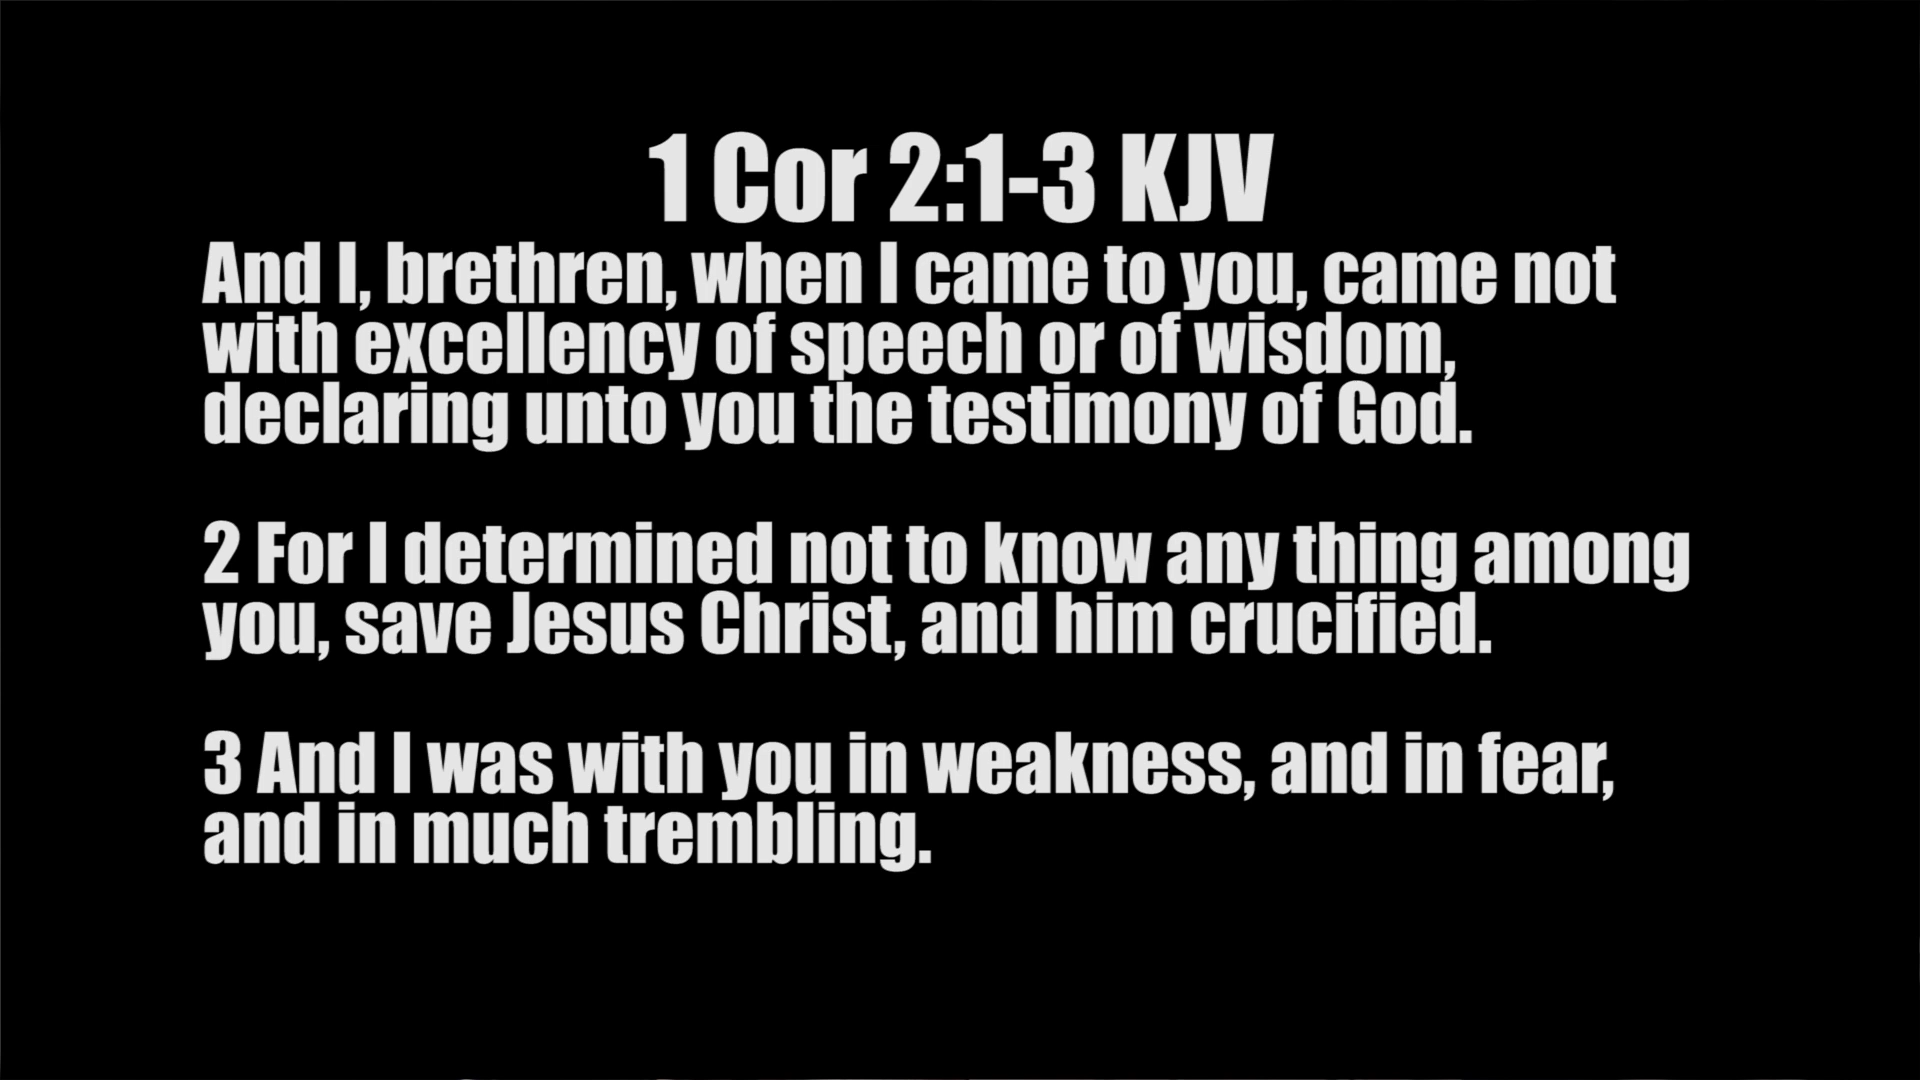 1 Cor 2:1-3 KJV
And I, brethren, when I came to you, came not
with excellency of speech or of wisdom,
declaring unto you the testimony of God.
2 For I determined not to know any thing among
you, save Jesus Christ, and him crucified.
3 And I was with you in weakness, and in fear,
and in much trembling.